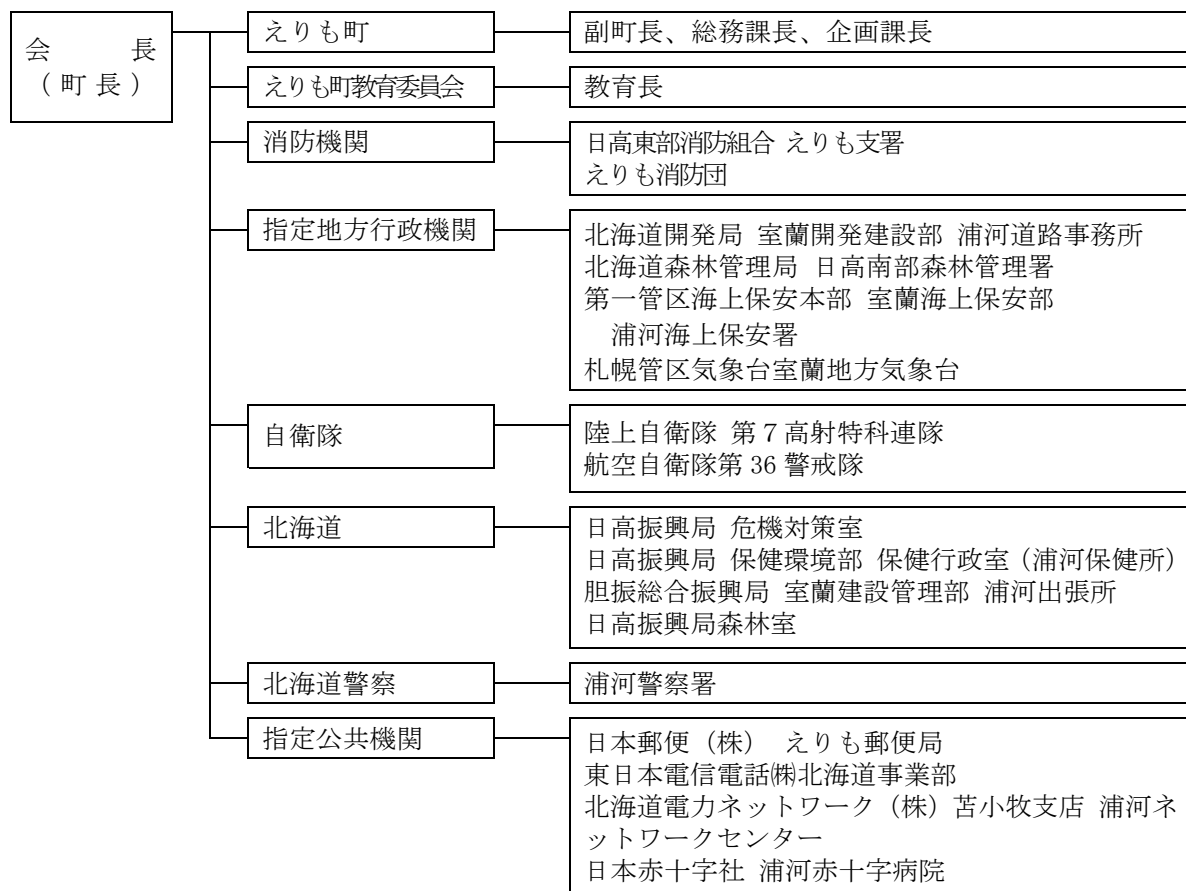 会　　　長
（ 町 長 ）
えりも町
副町長、総務課長、企画課長
えりも町教育委員会
教育長
消防機関
日高東部消防組合 えりも支署
えりも消防団
指定地方行政機関
北海道開発局 室蘭開発建設部 浦河道路事務所
北海道森林管理局 日高南部森林管理署
第一管区海上保安本部 室蘭海上保安部
浦河海上保安署
札幌管区気象台室蘭地方気象台
自衛隊
陸上自衛隊 第７高射特科連隊
航空自衛隊第 36 警戒隊
北海道
日高振興局 危機対策室
日高振興局 保健環境部 保健行政室（浦河保健所）
胆振総合振興局 室蘭建設管理部 浦河出張所
日高振興局森林室
北海道警察
浦河警察署
指定公共機関
日本郵便（株） えりも郵便局
東日本電信電話㈱北海道事業部
北海道電力ネットワーク（株）苫小牧支店 浦河ネ
ットワークセンター
日本赤十字社 浦河赤十字病院